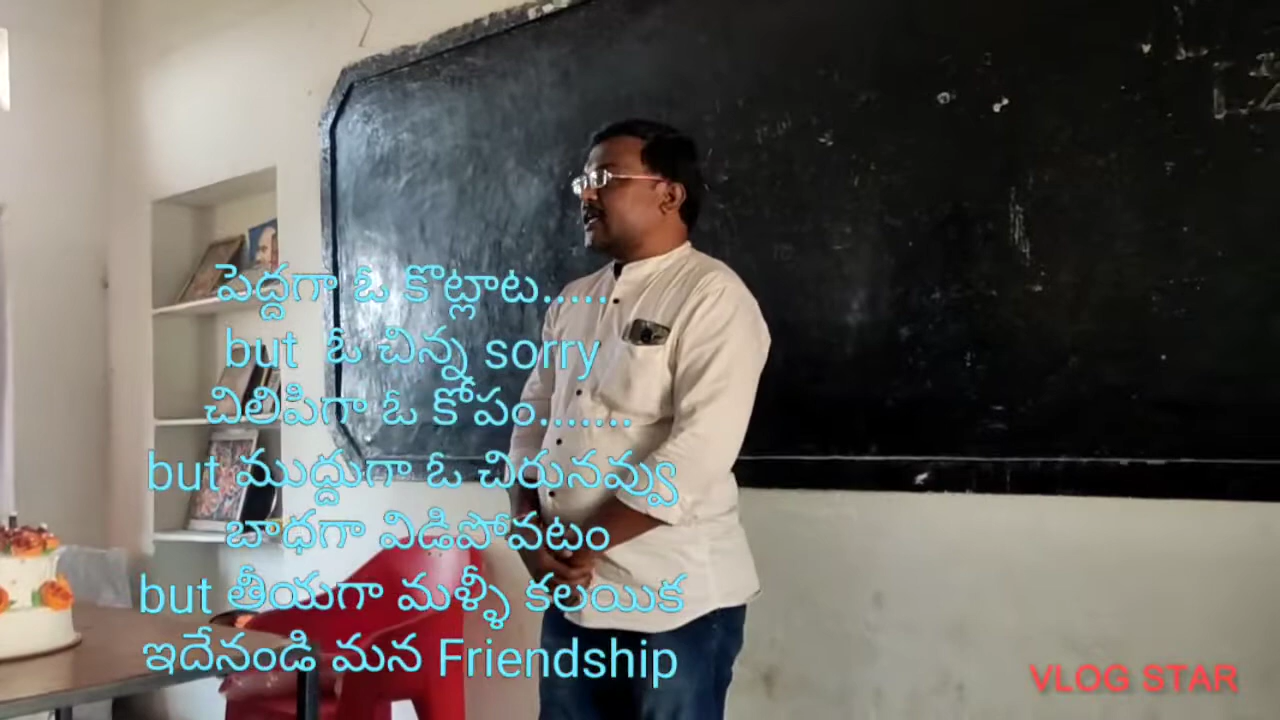 పెద్దగా ఓ కొట్లాట.....
but ఓ చిన్న sorry
చిలిపిగా ఓ కోపం.......
but ముద్దుగా ఓ చిరునవ్వు
బాధగా విడిపోవటం
but తీయగా మళ్ళీ కలయిక
ఇదేనండి మన Friendship
VLOG STAR